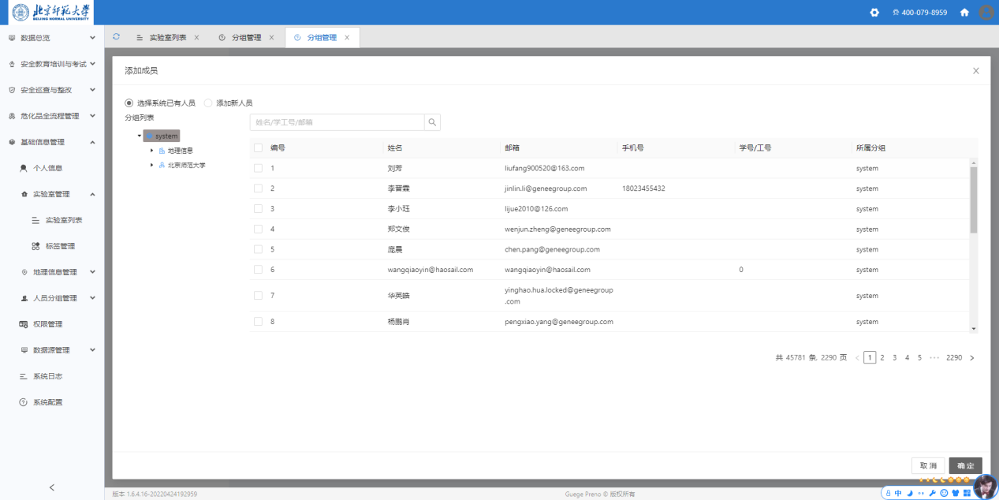 北京师范大学
BEIJING NORMAL UNIVERSITY
400-079-8959
数据总览
安全教育培训与考试
安全巡查与整改
危化品全流程管理
基础信息管理
个人信息
实验室管理
实验室列表
标签管理
地理信息管理
人员分组管理
权限管理
数据源管理
系统日志
系统配置
实验室列表 分组管理 分组管理
添加成员
选择系统已有人员 添加新人员
分组列表
system
地理信息
北京师范大学
姓名/学工号/邮箱
编号 姓名 邮箱 手机号 学号/工号 所属分组
1 刘芳 liufang900520@163.com system
2 李晋霖 jinlin.li@geneegroup.com 18023455432 system
3 李小珏 lijue2010@126.com system
4 郑文俊 wenjun.zheng@geneegroup.com system
5 庞晨 chen.pang@geneegroup.com system
6 wangqiaoyin@haosail.com wangqiaoyin@haosail.com 0 system
7 华英皓 yinghao.hua.locked@geneegroup
.com system
8 杨鹏肖 pengxiao.yang@geneegroup.com system
共 45781 条, 2290 页 < 1 2 3 4 5 ··· 2290 >
取 消 确 定
版本 1.6.4.16-20220424192959
Guege Preno © 版权所有
中